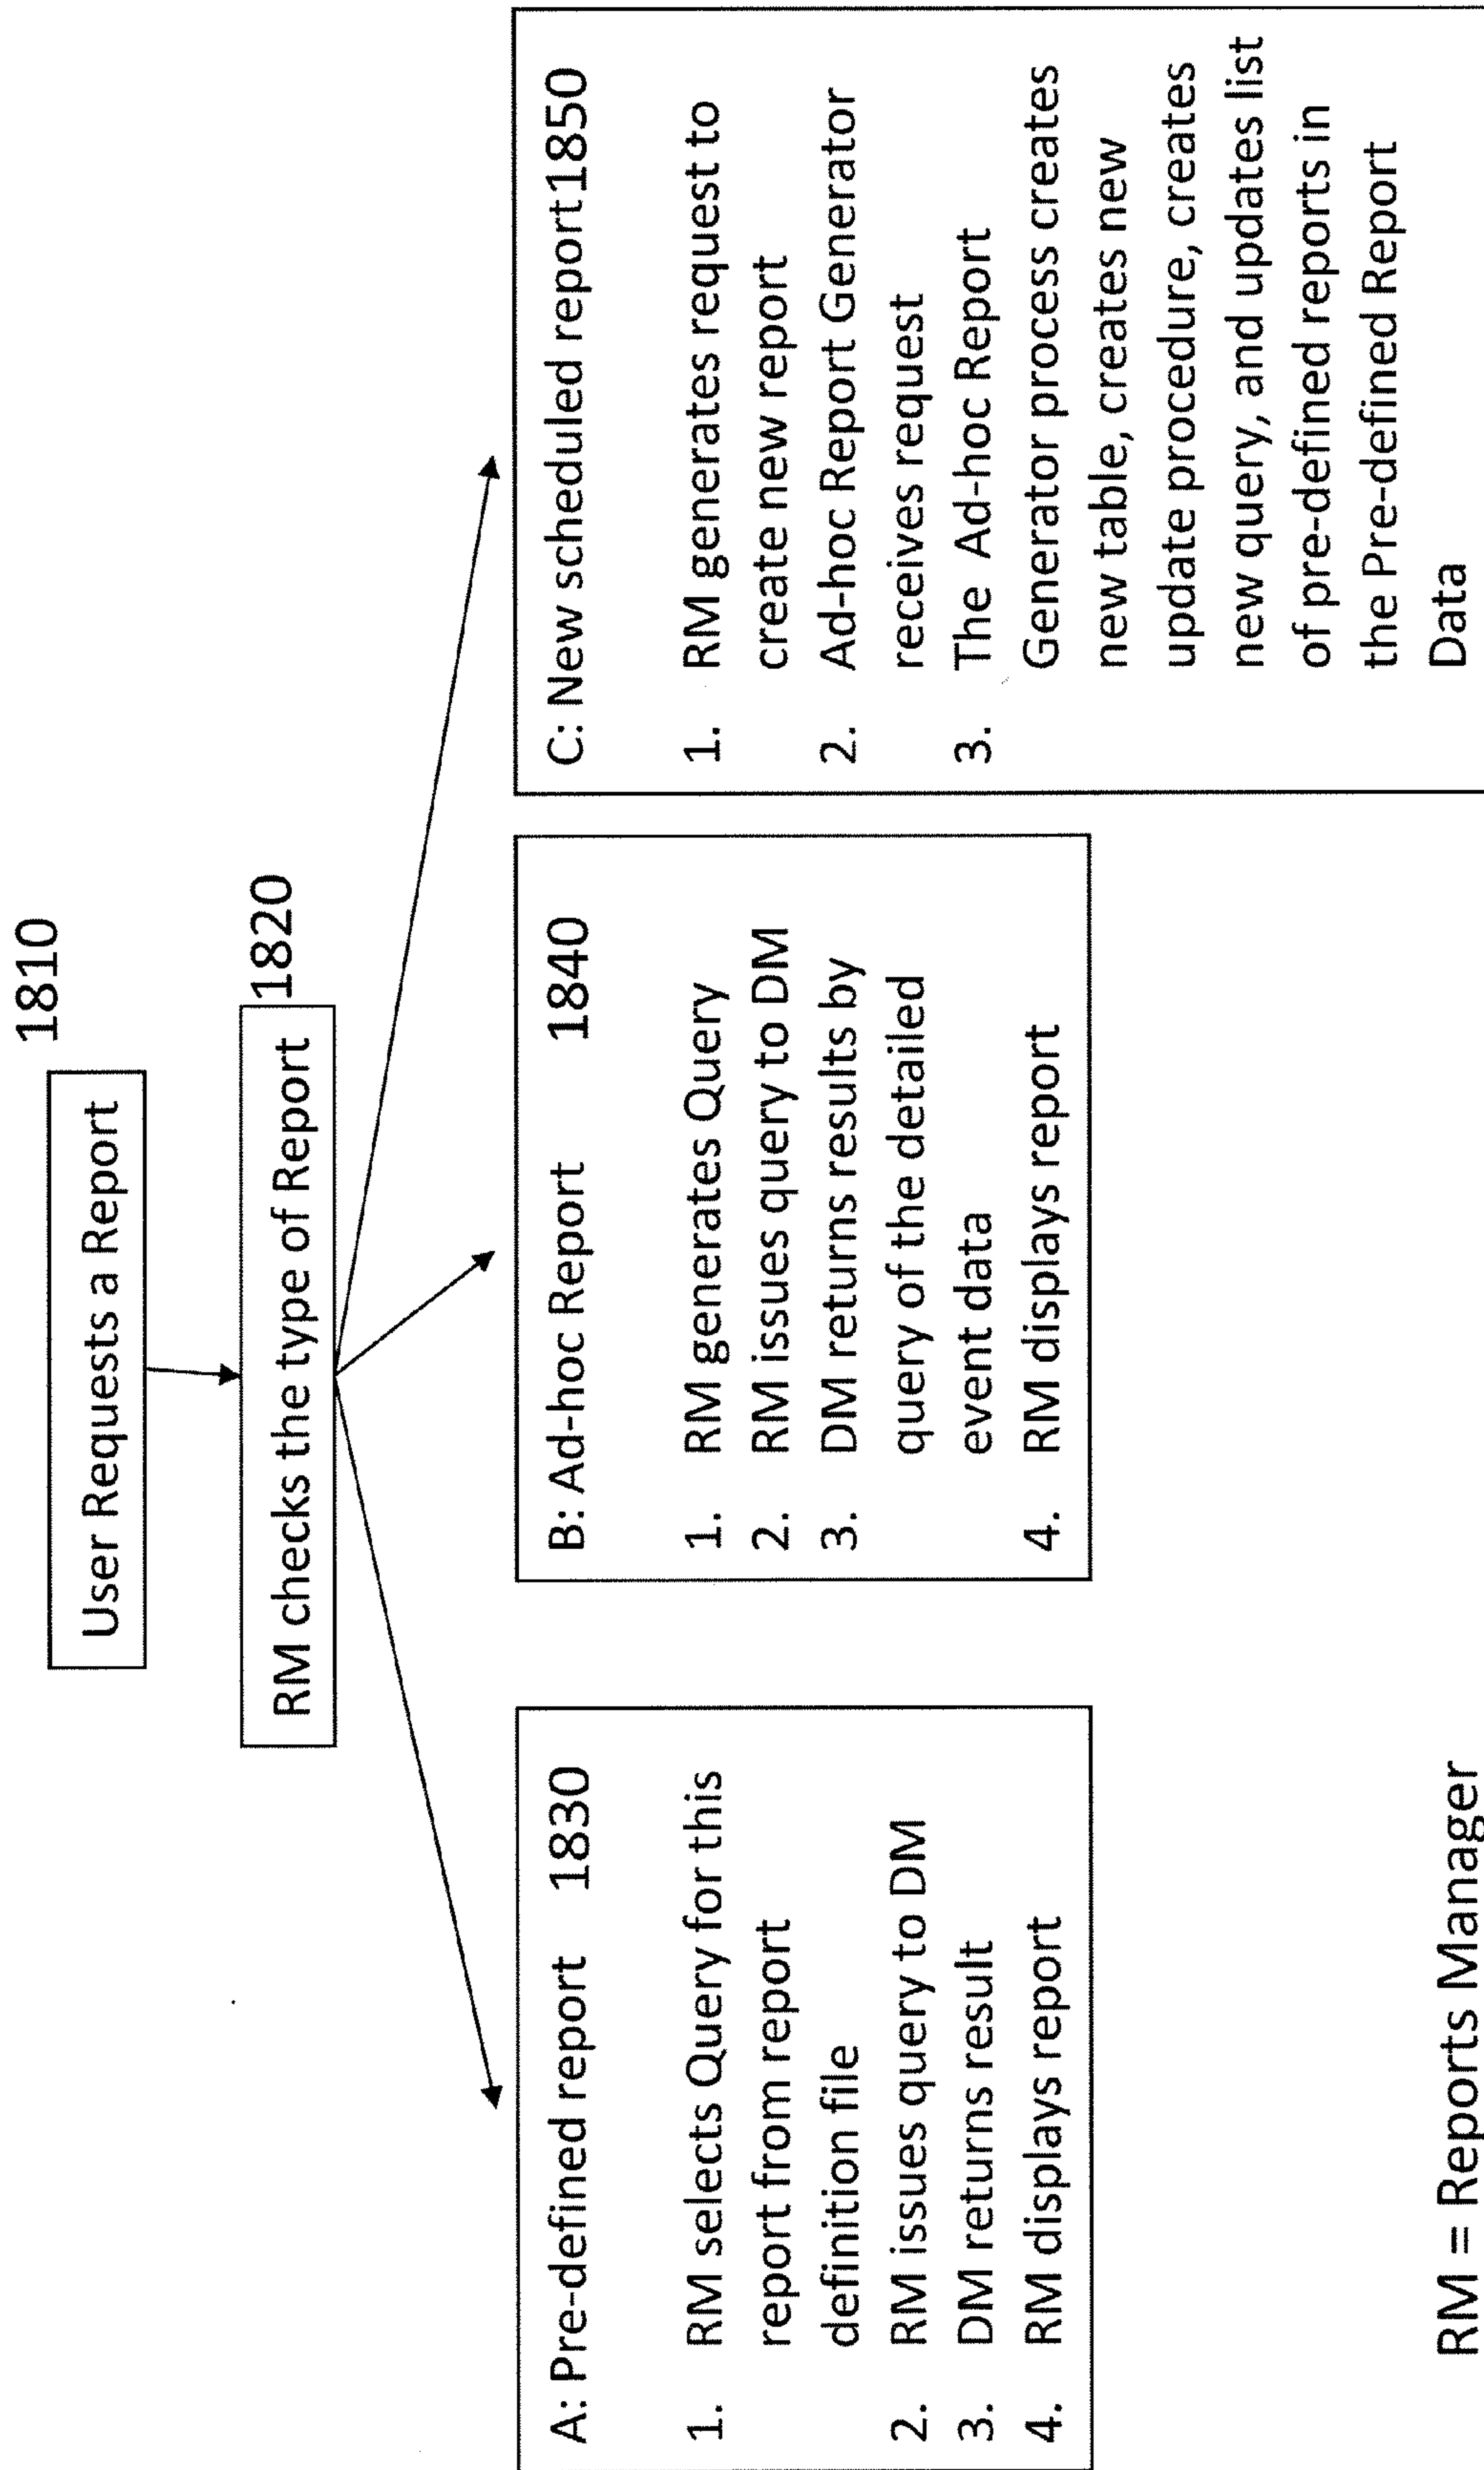 1810
User Requests a Report
1820
RM checks the type of Report
A: Pre-defined report 1830
1. RM selects Query for this
report from report
definition file
2. RM issues query to DM
3. DM returns result
4. RM displays report
B: Ad-hoc Report 1840
1. RM generates Query
2. RM issues query to DM
3. DM returns results by
query of the detailed
event data
4. RM displays report
C: New scheduled report 1850
1. RM generates request to
create new report
2. Ad-hoc Report Generator
receives request
3. The Ad-hoc Report
Generator process creates
new table, creates new
update procedure, creates
new query, and updates list
of pre-defined reports in
the Pre-defined Report
Data
RM = Reports Manager